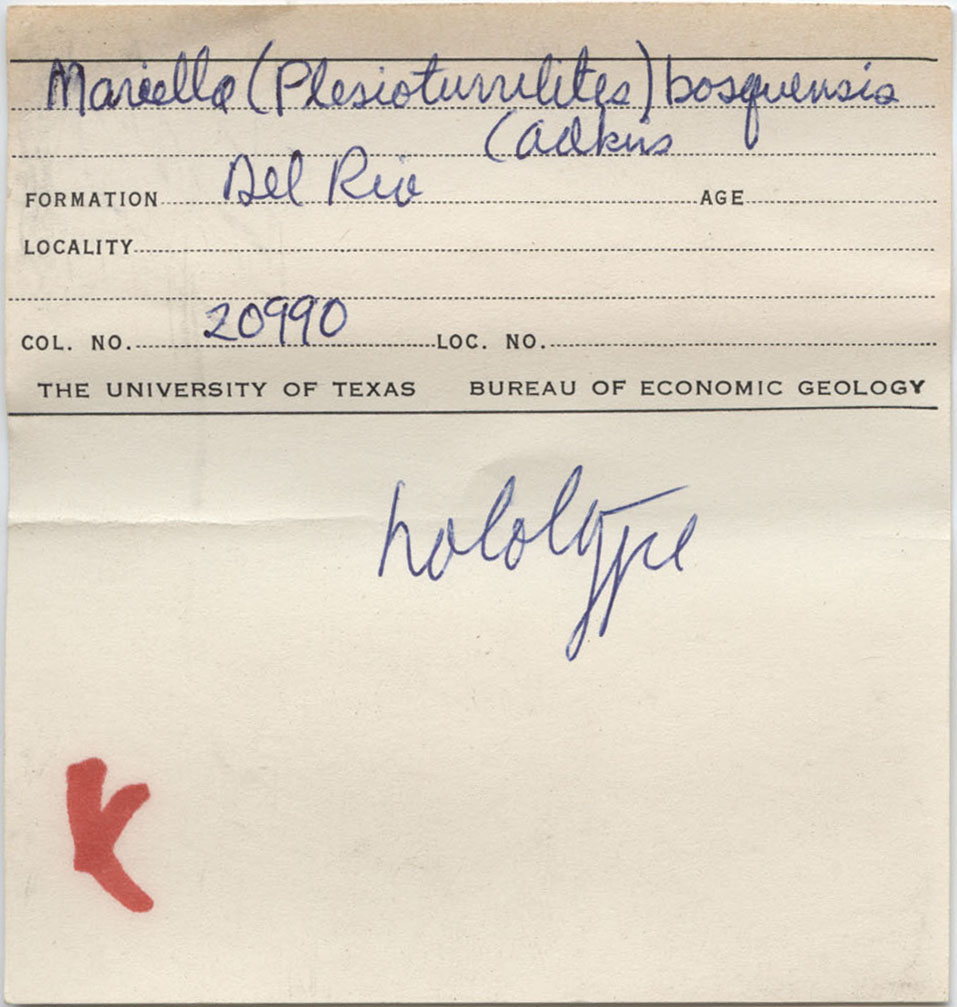 Mariella (Plesioturrilites) bosquensis
(Adkins
FORMATION Del Rio AGE
LOCALITY
COL. NO. 20990 LOC. NO.
THE UNIVERSITY OF TEXAS BUREAU OF ECONOMIC GEOLOGY
holotype
K